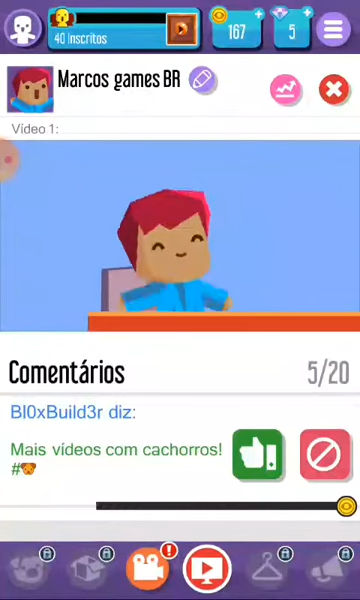 40 Inscritos
167
5
Marcos games BR
Vídeo 1:
Comentários
5/20
Bl0xBuild3r diz:
Mais vídeos com cachorros!
#🐶